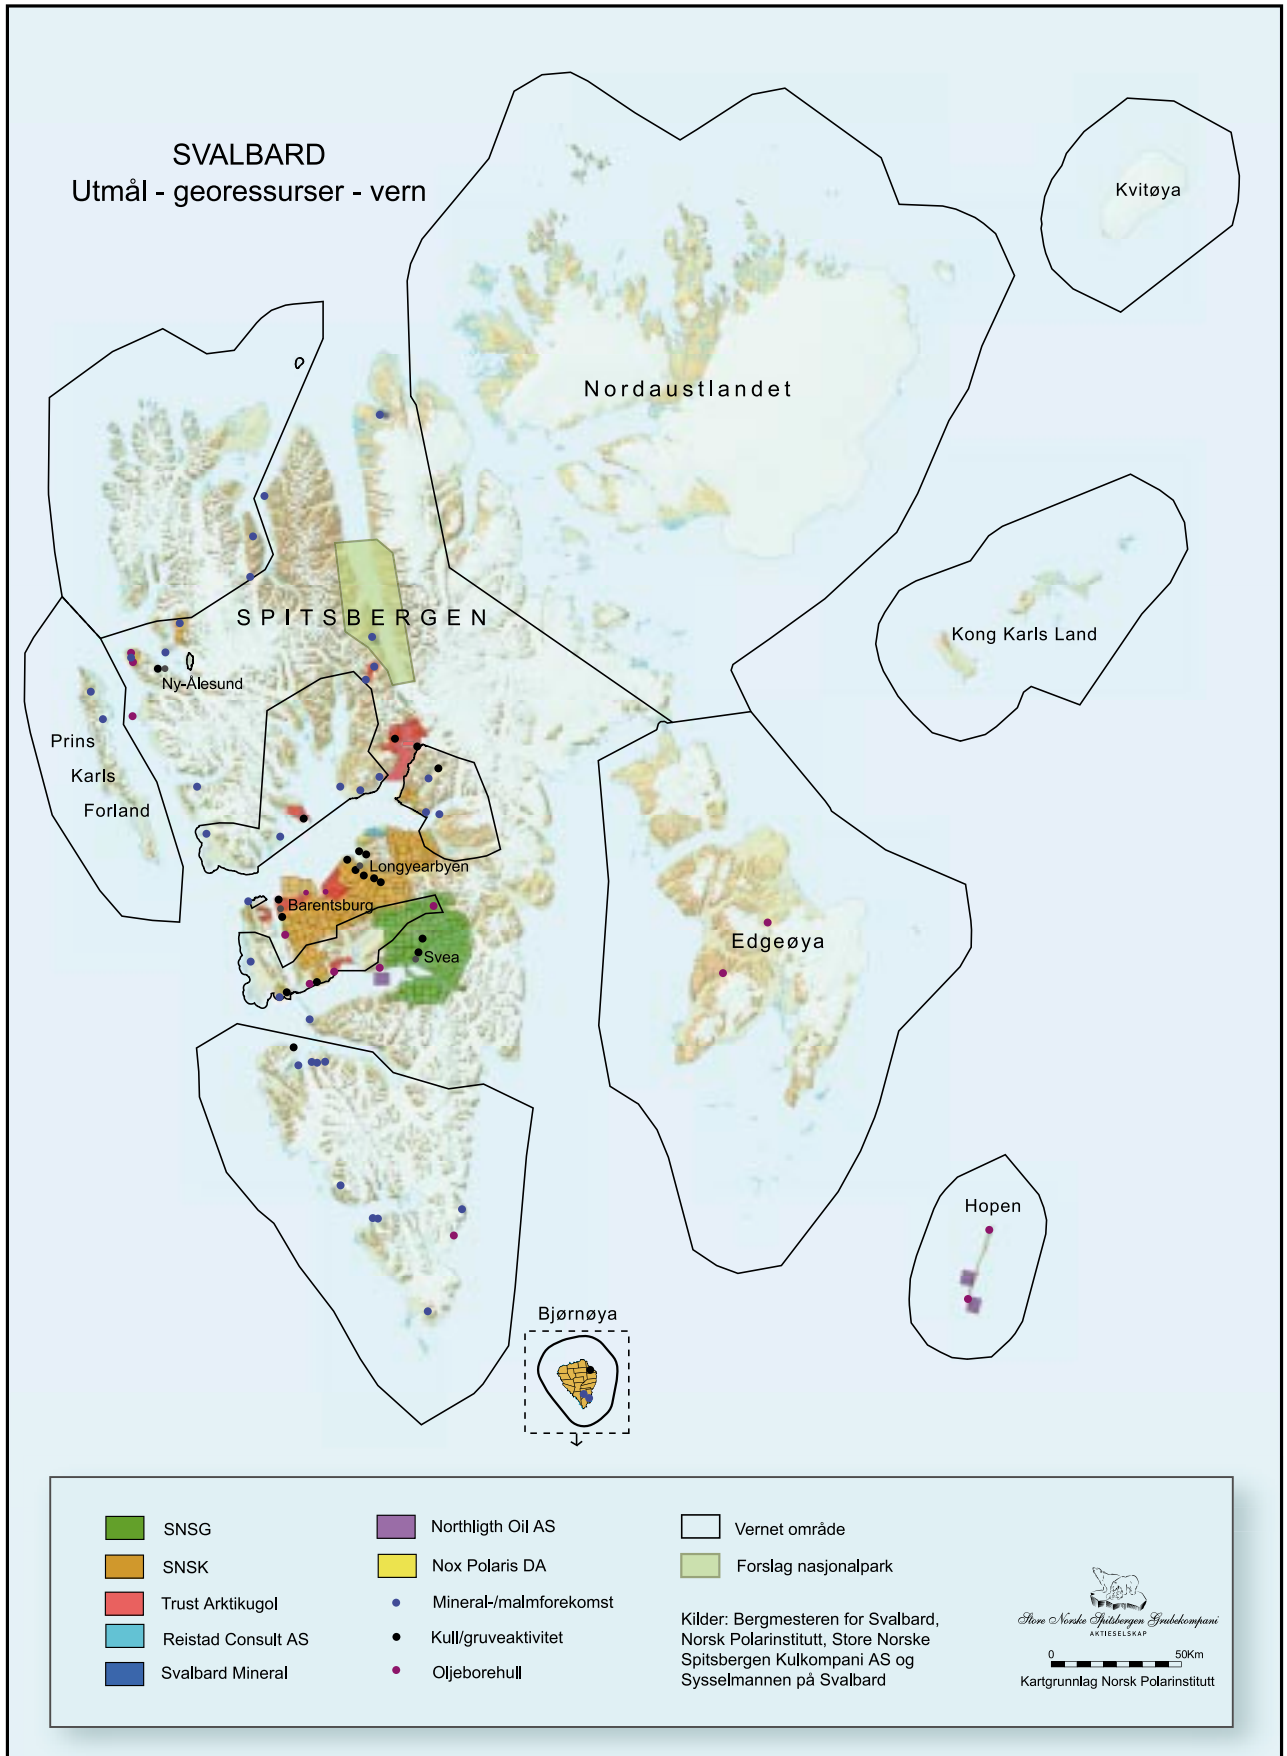 SVALBARD
Utmål - georessurser - vern
Kvitøya
Nordaustlandet
SPITSBERGEN
Kong Karls Land
Ny-Ålesund
Prins
Karls
Forland
Longyearbyen
Barentsburg
Edgeøya
Svea
Hopen
Bjørnøya
SNSG
SNSK
Trust Arktikugol
Reistad Consult AS
Svalbard Mineral
Northligth Oil AS
Nox Polaris DA
Mineral-/malmforekomst
Kull/gruveaktivitet
Oljeborehull
Vernet område
Forslag nasjonalpark
Kilder: Bergmesteren for Svalbard,
Norsk Polarinstitutt, Store Norske
Spitsbergen Kulkompani AS og
Sysselmannen på Svalbard
Store Norske Spitsbergen Grubekompani
AKTIESELSKAP
0 50Km
Kartgrunnlag Norsk Polarinstitutt